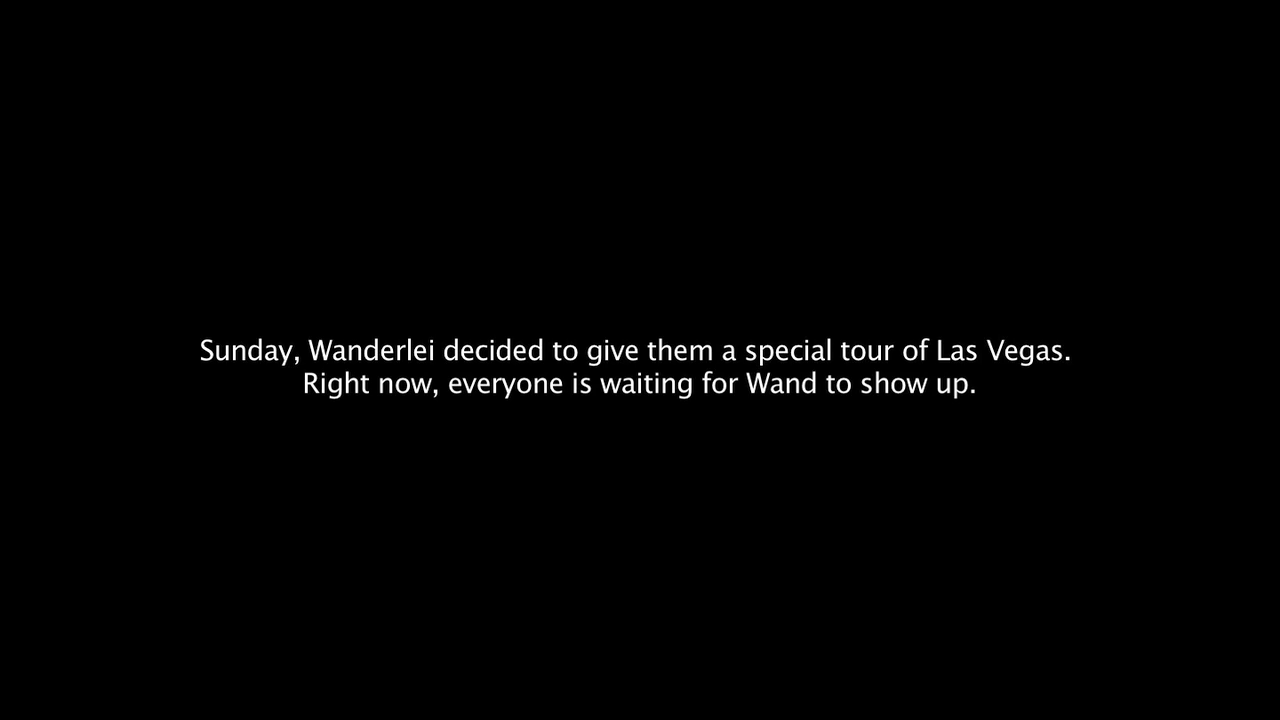 Sunday, Wanderlei decided to give them a special tour of Las Vegas.
Right now, everyone is waiting for Wand to show up.